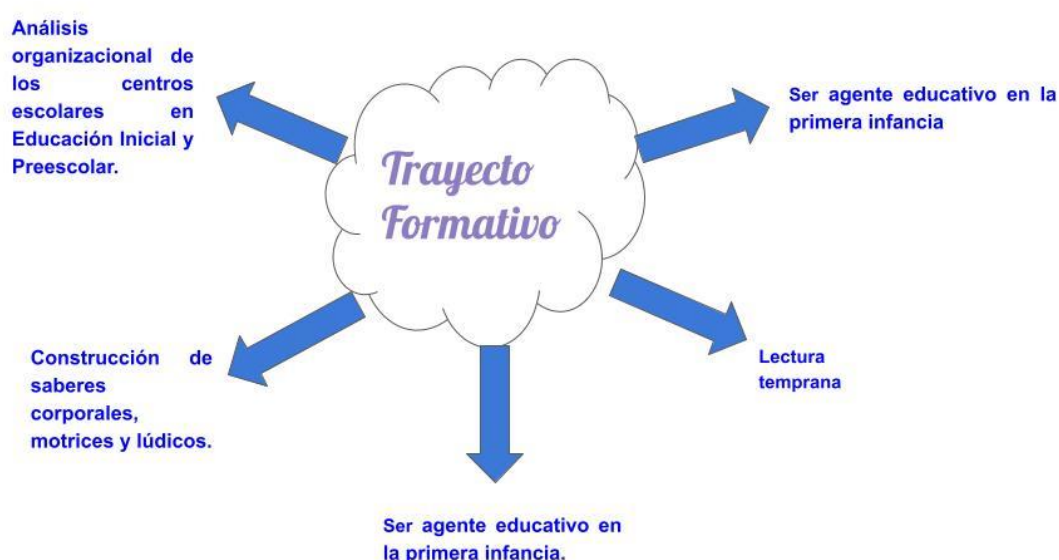 Análisis
organizacional de
los centros
escolares en
Educación Inicial y
Preescolar.
Ser agente educativo en la
primera infancia
Trayecto
Formativo
Construcción de
saberes
corporales,
motrices y lúdicos.
Lectura
temprana
Ser agente educativo en
la primera infancia.